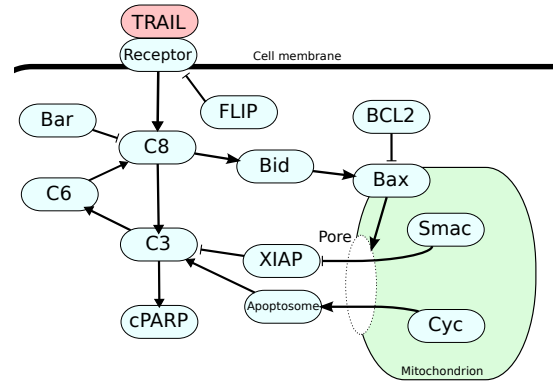 TRAIL
Receptor
Cell membrane
FLIP
Bar
BCL2
C8
Bid
Bax
C6
Smac
Pore
C3
XIAP
Apoptosome
cPARP
Cyc
Mitochondrion